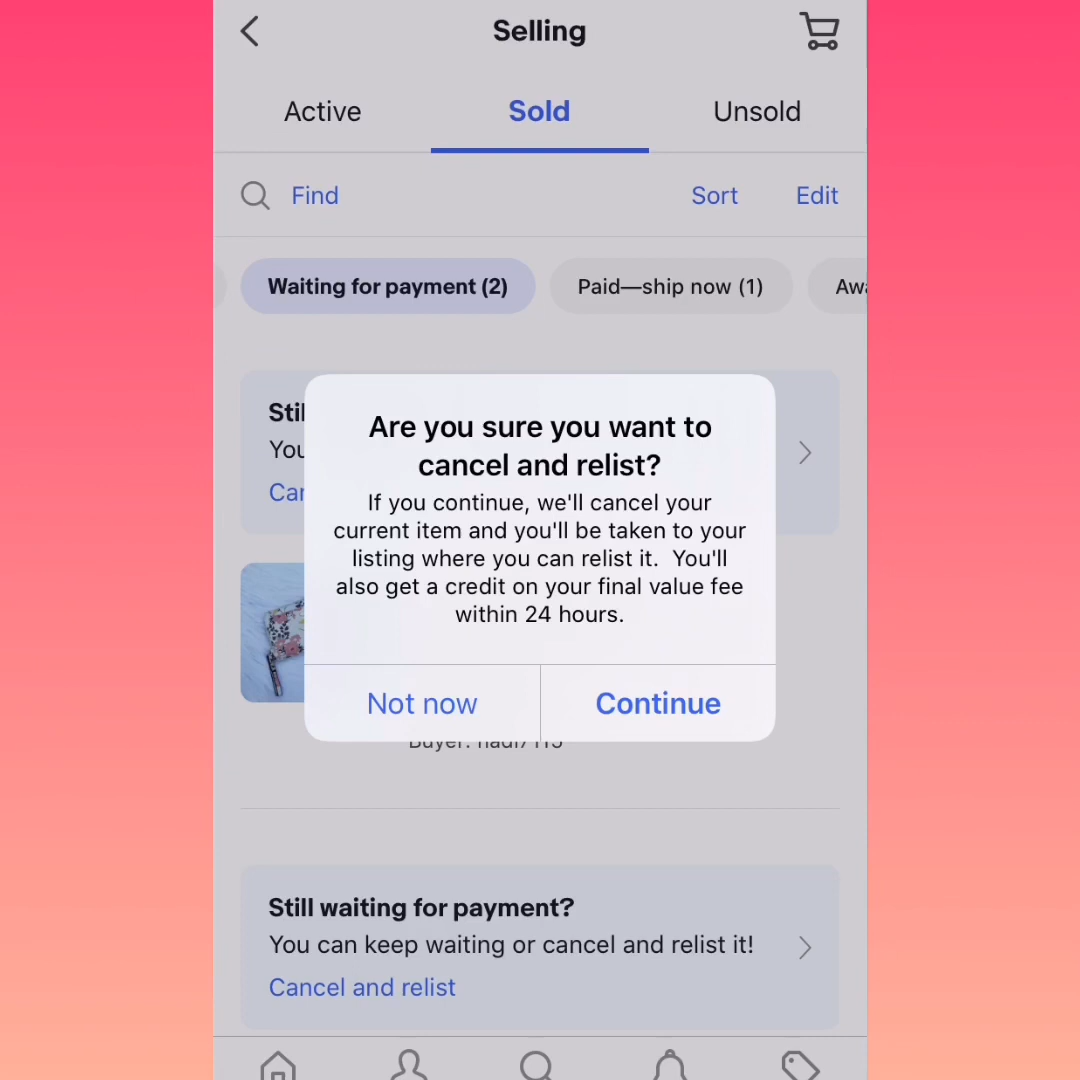 Selling
Active Sold Unsold
Find Sort Edit
Waiting for payment (2) Paid—ship now (1)
Are you sure you want to
cancel and relist?
If you continue, we'll cancel your
current item and you'll be taken to your
listing where you can relist it. You'll
also get a credit on your final value fee
within 24 hours.
Not now Continue
Buyer:
Still waiting for payment?
You can keep waiting or cancel and relist it!
Cancel and relist